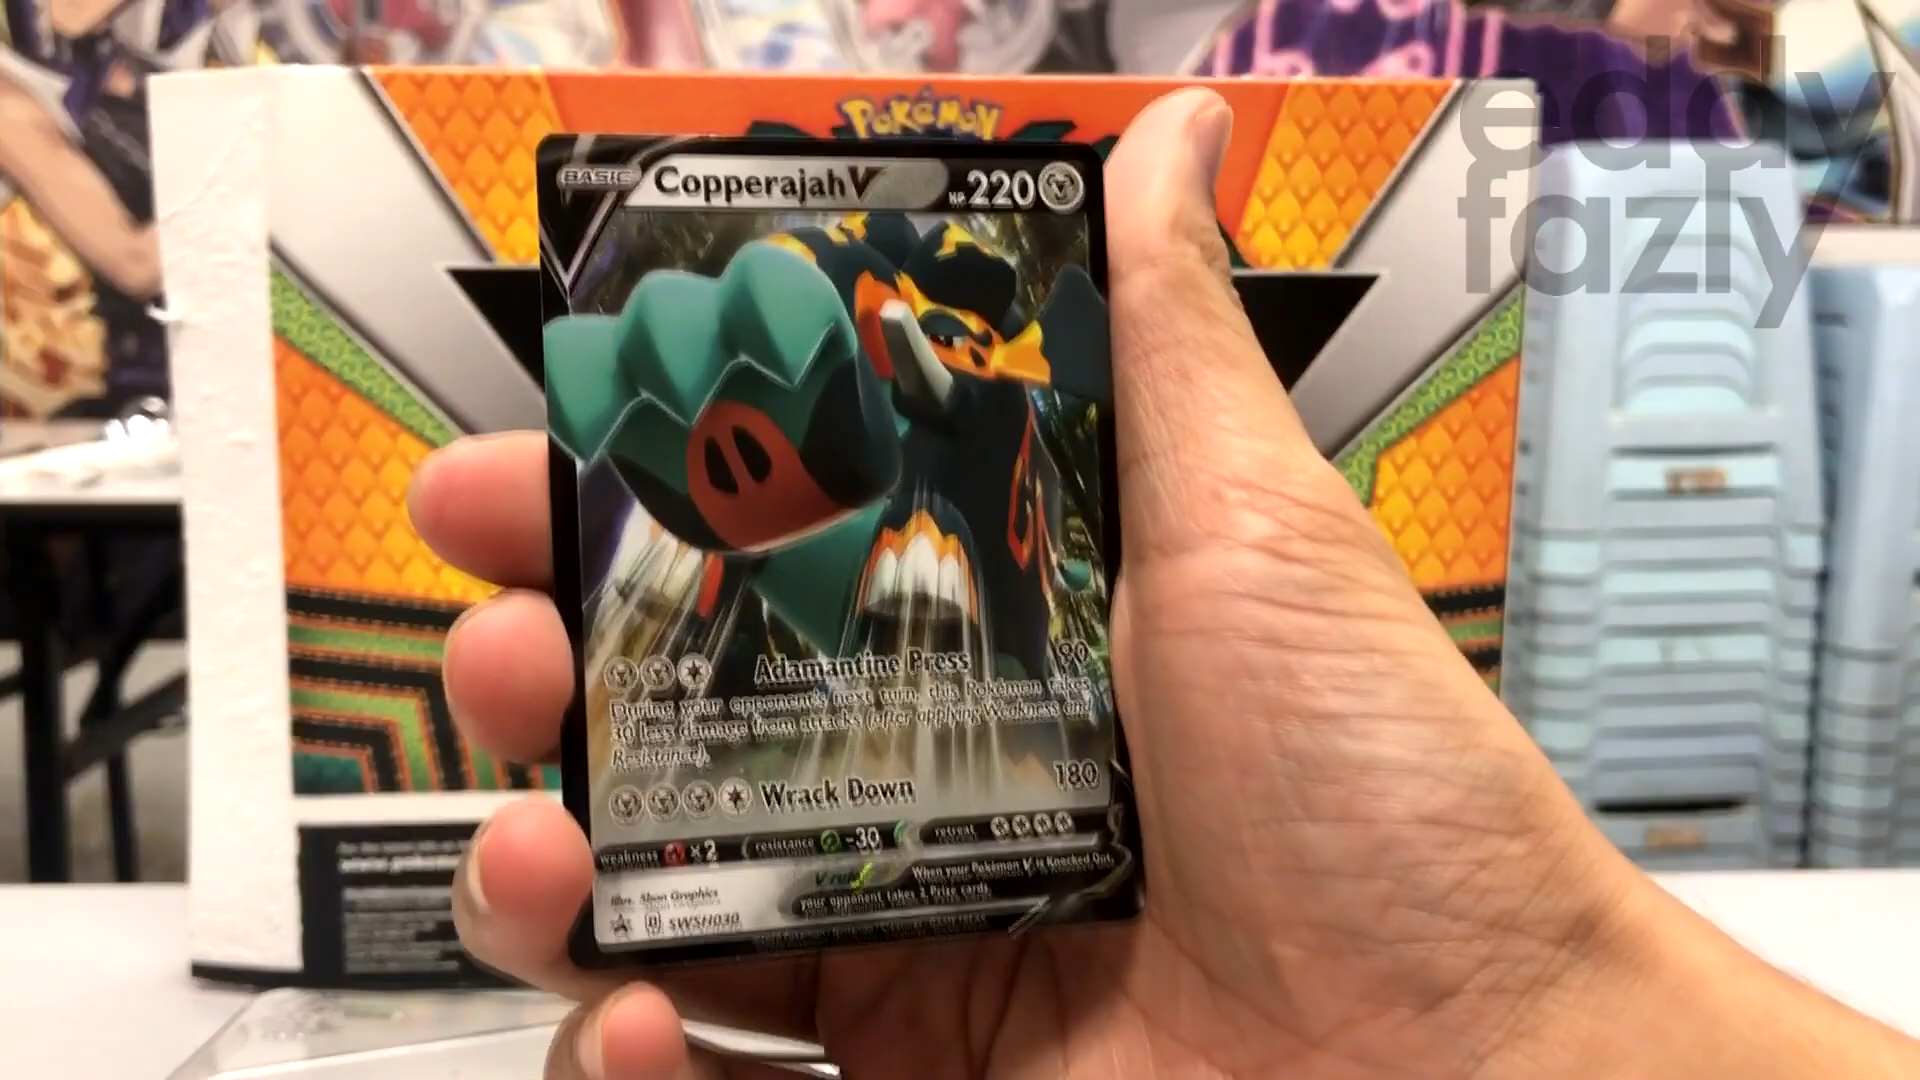 eddy
fazly
Pokémon
BASIC Copperajah V HP 220
Adamantine Press 90
During your opponent's next turn, this Pokémon takes
30 less damage from attacks (after applying Weakness and
Resistance).
Wrack Down 180
weakness ×2 resistance -30 retreat
V rule When your Pokémon V is Knocked Out,
your opponent takes 2 Prize cards.
Illus. Shon Graphics
D SWSH030